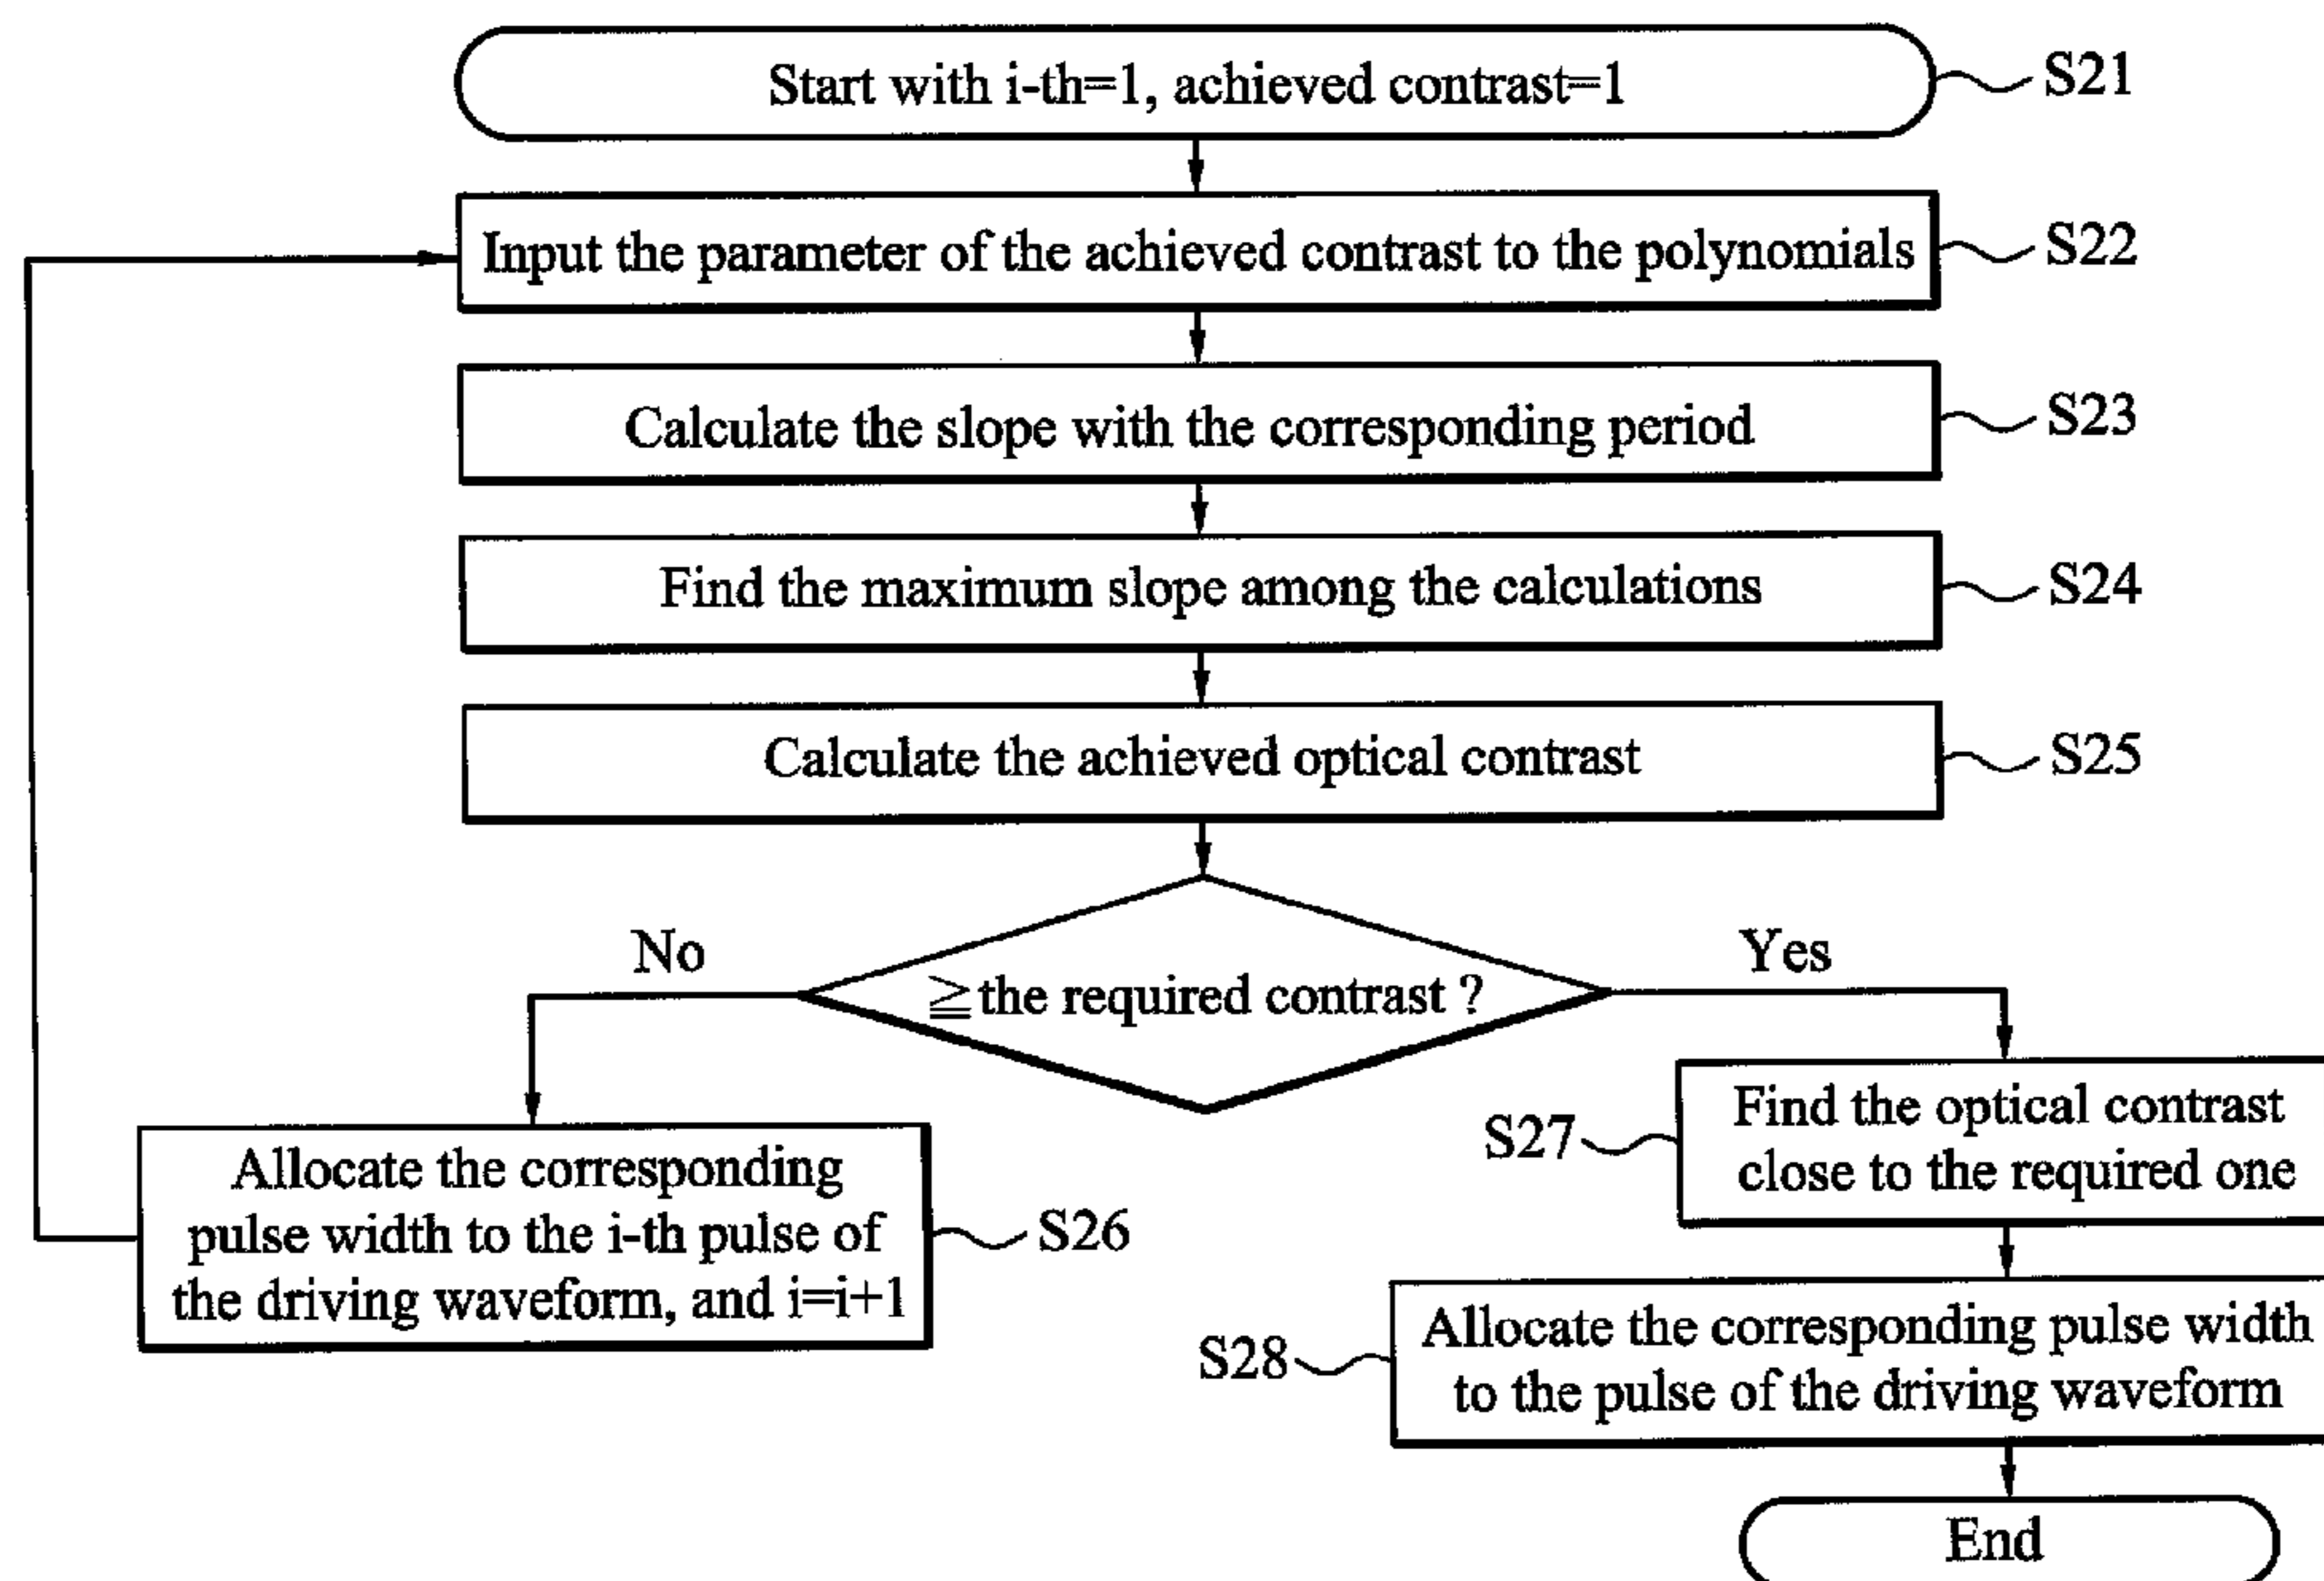 Start with i-th=1, achieved contrast=1
S21
Input the parameter of the achieved contrast to the polynomials
S22
Calculate the slope with the corresponding period
S23
Find the maximum slope among the calculations
S24
Calculate the achieved optical contrast
S25
No
≧the required contrast ?
Yes
Allocate the corresponding
pulse width to the i-th pulse of
the driving waveform, and i=i+1
S26
S27
Find the optical contrast
close to the required one
S28
Allocate the corresponding pulse width
to the pulse of the driving waveform
End